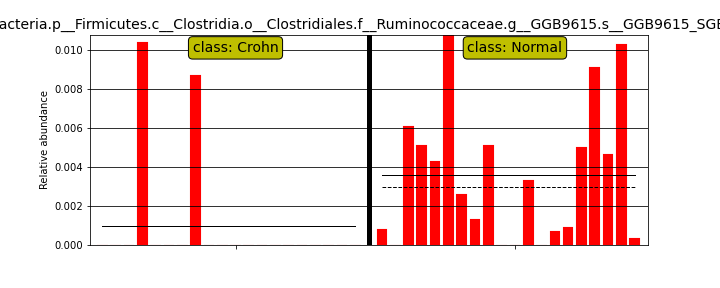 acteria.p__Firmicutes.c__Clostridia.o__Clostridiales.f__Ruminococcaceae.g__GGB9615.s__GGB9615_SGB
class: Crohn
class: Normal
Relative abundance
0.010
0.008
0.006
0.004
0.002
0.000